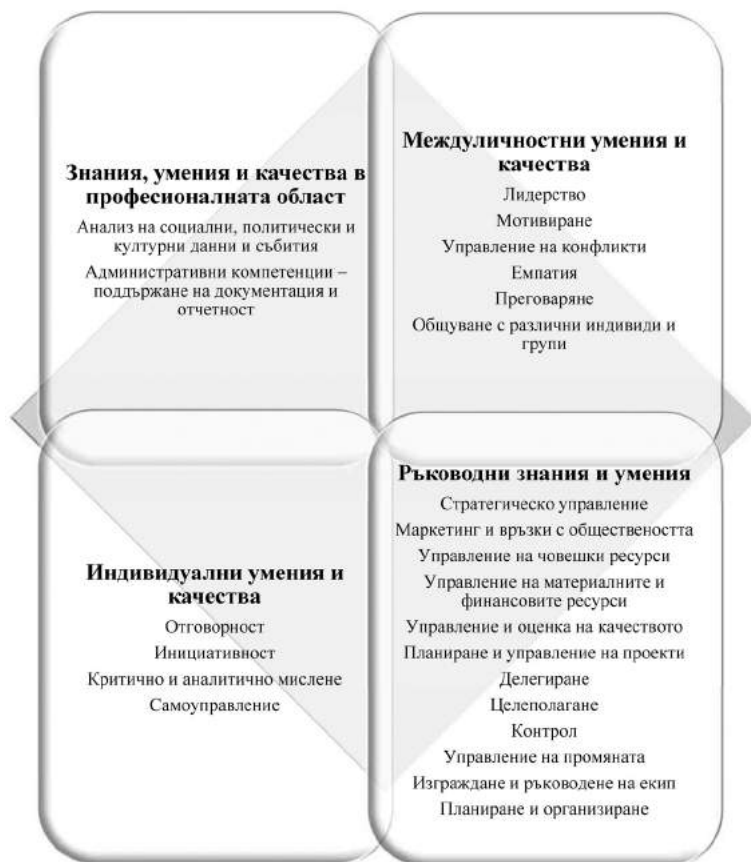 Знания, умения и качества в
професионалната област
Анализ на социални, политически и
културни данни и събития
Административни компетенции –
поддържане на документация и
отчетност
Междуличностни умения и
качества
Лидерство
Мотивиране
Управление на конфликти
Емпатия
Преговаряне
Общуване с различни индивиди и
групи
Индивидуални умения и
качества
Отговорност
Инициативност
Критично и аналитично мислене
Самоуправление
Ръководни знания и умения
Стратегическо управление
Маркетинг и връзки с обществеността
Управление на човешки ресурси
Управление на материалните и
финансовите ресурси
Управление и оценка на качеството
Планиране и управление на проекти
Делегиране
Целеполагане
Контрол
Управление на промяната
Изграждане и ръководене на екип
Планиране и организиране